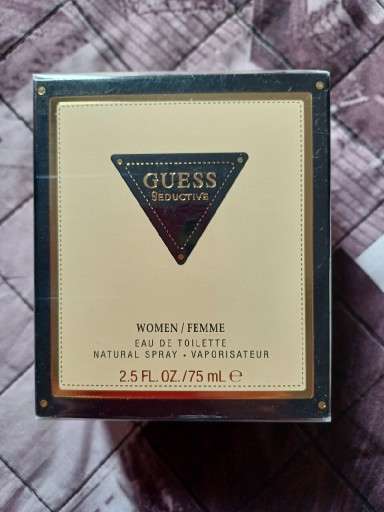 GUESS
SEDUCTIVE
WOMEN / FEMME
EAU DE TOILETTE
NATURAL SPRAY • VAPORISATEUR
2.5 FL. OZ./75 mL ℮